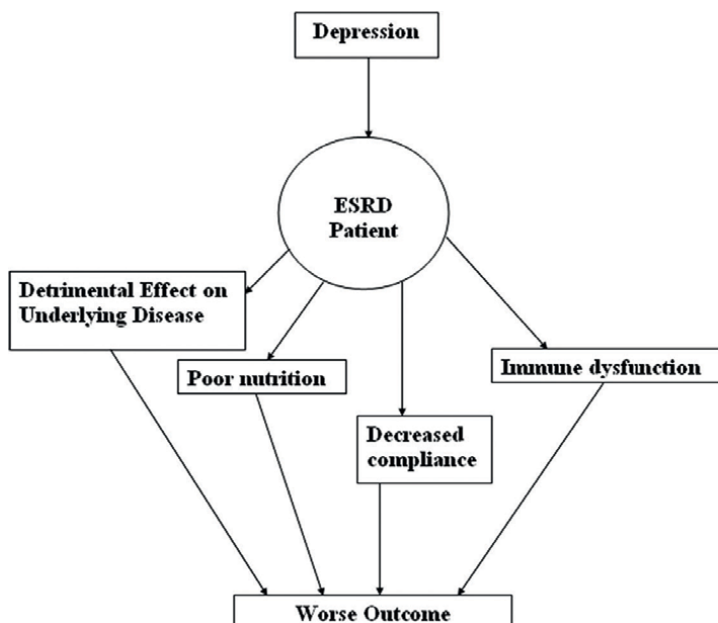 Depression
ESRD
Patient
Detrimental Effect on
Underlying Disease
Poor nutrition
Immune dysfunction
Decreased
compliance
Worse Outcome